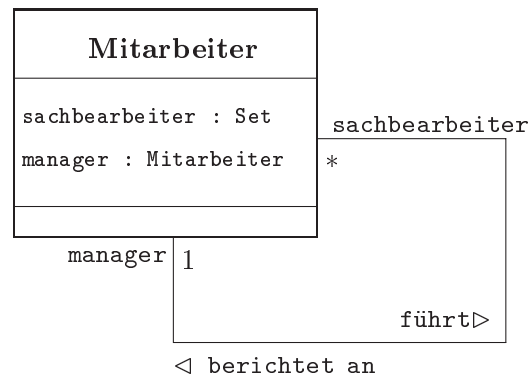 Mitarbeiter
sachbearbeiter : Set
sachbearbeiter
manager : Mitarbeiter
*
manager
1
führt▷
◁ berichtet an